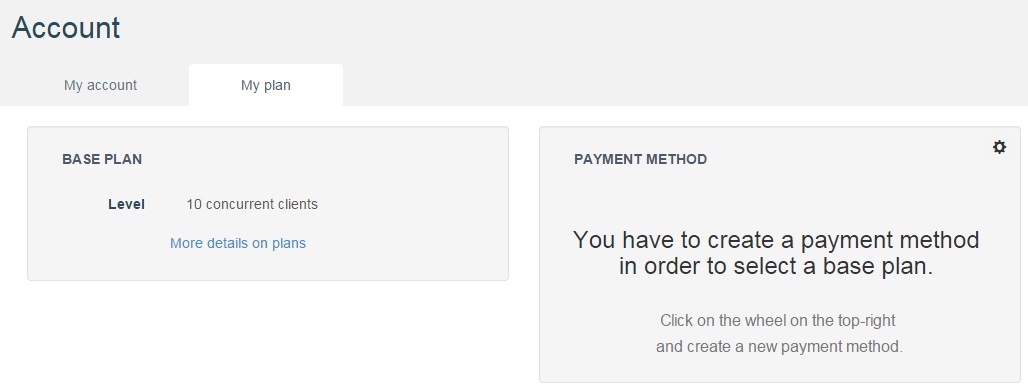 Account
My account
My plan
BASE PLAN
Level 10 concurrent clients
More details on plans
PAYMENT METHOD
You have to create a payment method
in order to select a base plan.
Click on the wheel on the top-right
and create a new payment method.